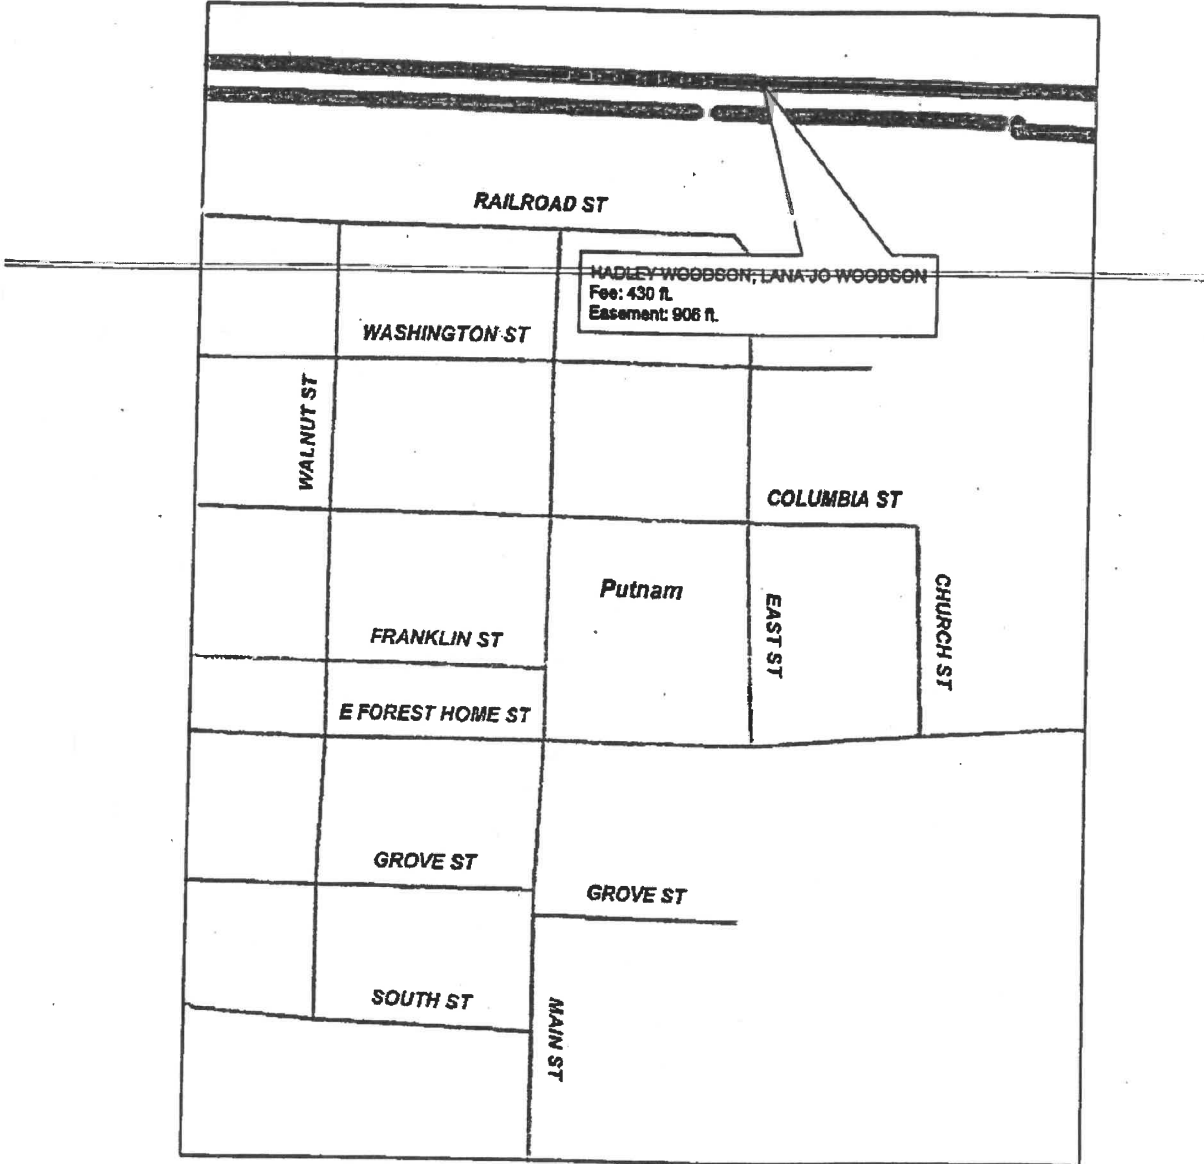 RAILROAD ST
HADLEY WOODSON; LANA JO WOODSON
Fee: 430 ft.
Easement: 906 ft.
WASHINGTON ST
WALNUT ST
COLUMBIA ST
Putnam
EAST ST
CHURCH ST
FRANKLIN ST
E FOREST HOME ST
GROVE ST
GROVE ST
SOUTH ST
MAIN ST